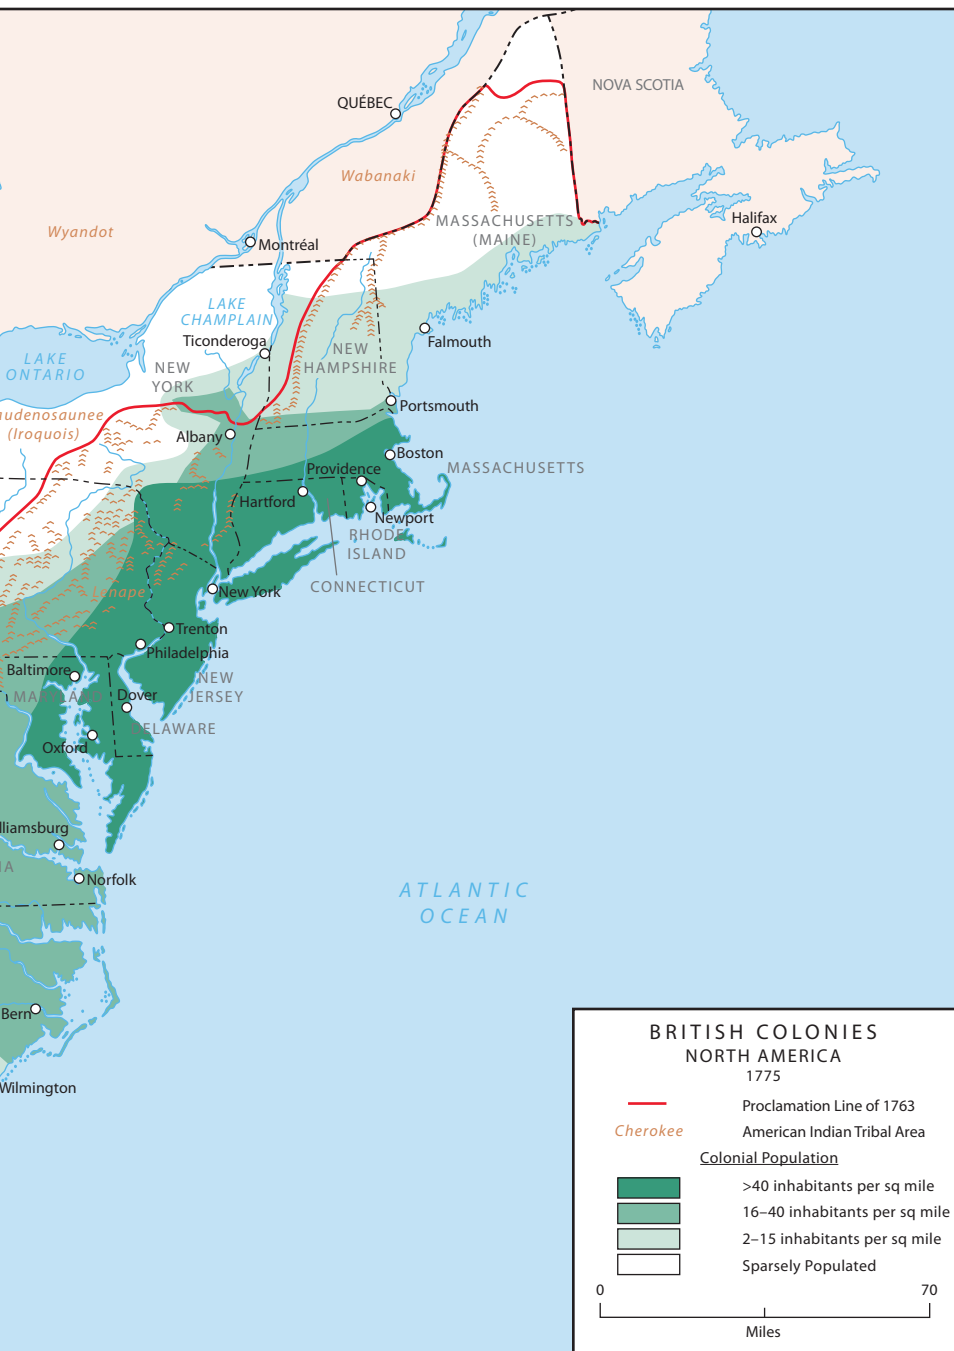 NOVA SCOTIA
QUÉBEC
Wabanaki
Halifax
MASSACHUSETTS
(MAINE)
Wyandot
Montréal
LAKE
CHAMPLAIN
Ticonderoga
Falmouth
LAKE
ONTARIO
NEW
HAMPSHIRE
NEW
YORK
Portsmouth
audenosaunee
(Iroquois)
Albany
Boston
MASSACHUSETTS
Providence
Hartford
Newport
RHODE
ISLAND
CONNECTICUT
Lenape
New York
Trenton
Philadelphia
Baltimore
NEW
JERSEY
MARYLAND
Dover
DELAWARE
Oxford
lliamsburg
IA
Norfolk
ATLANTIC
OCEAN
Bern
Wilmington
BRITISH COLONIES
NORTH AMERICA
1775
Proclamation Line of 1763
Cherokee American Indian Tribal Area
Colonial Population
>40 inhabitants per sq mile
16–40 inhabitants per sq mile
2–15 inhabitants per sq mile
Sparsely Populated
0 70
Miles